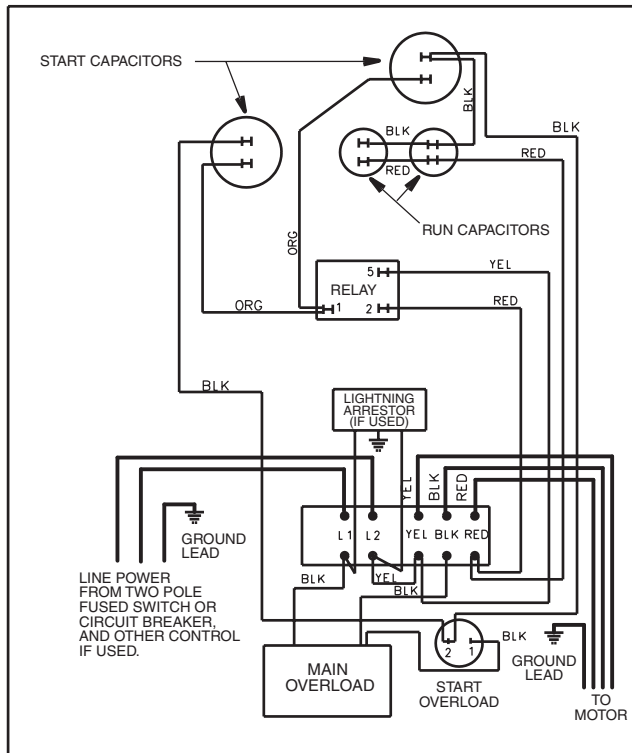 START CAPACITORS
BLK
BLK
BLK
RED
RED
RUN CAPACITORS
ORG
5
YEL
RELAY
1
2
RED
ORG
BLK
LIGHTNING
ARRESTOR
(IF USED)
YEL
BLK
RED
GROUND
LEAD
L1
L2
YEL
BLK
RED
LINE POWER
FROM TWO POLE
FUSED SWITCH OR
CIRCUIT BREAKER,
AND OTHER CONTROL
IF USED.
BLK
YEL
BLK
MAIN
OVERLOAD
2
1
BLK
START
OVERLOAD
GROUND
LEAD
TO
MOTOR